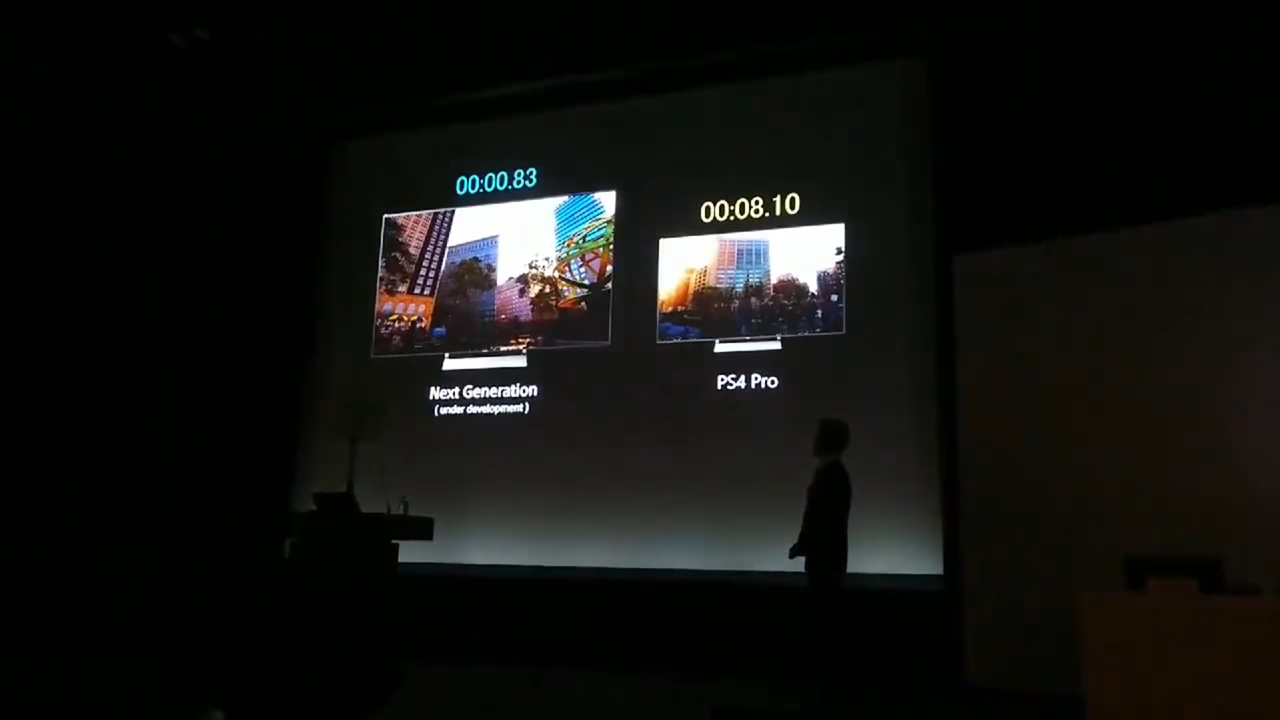 00:00.83
Next Generation
( under development )
00:08.10
PS4 Pro